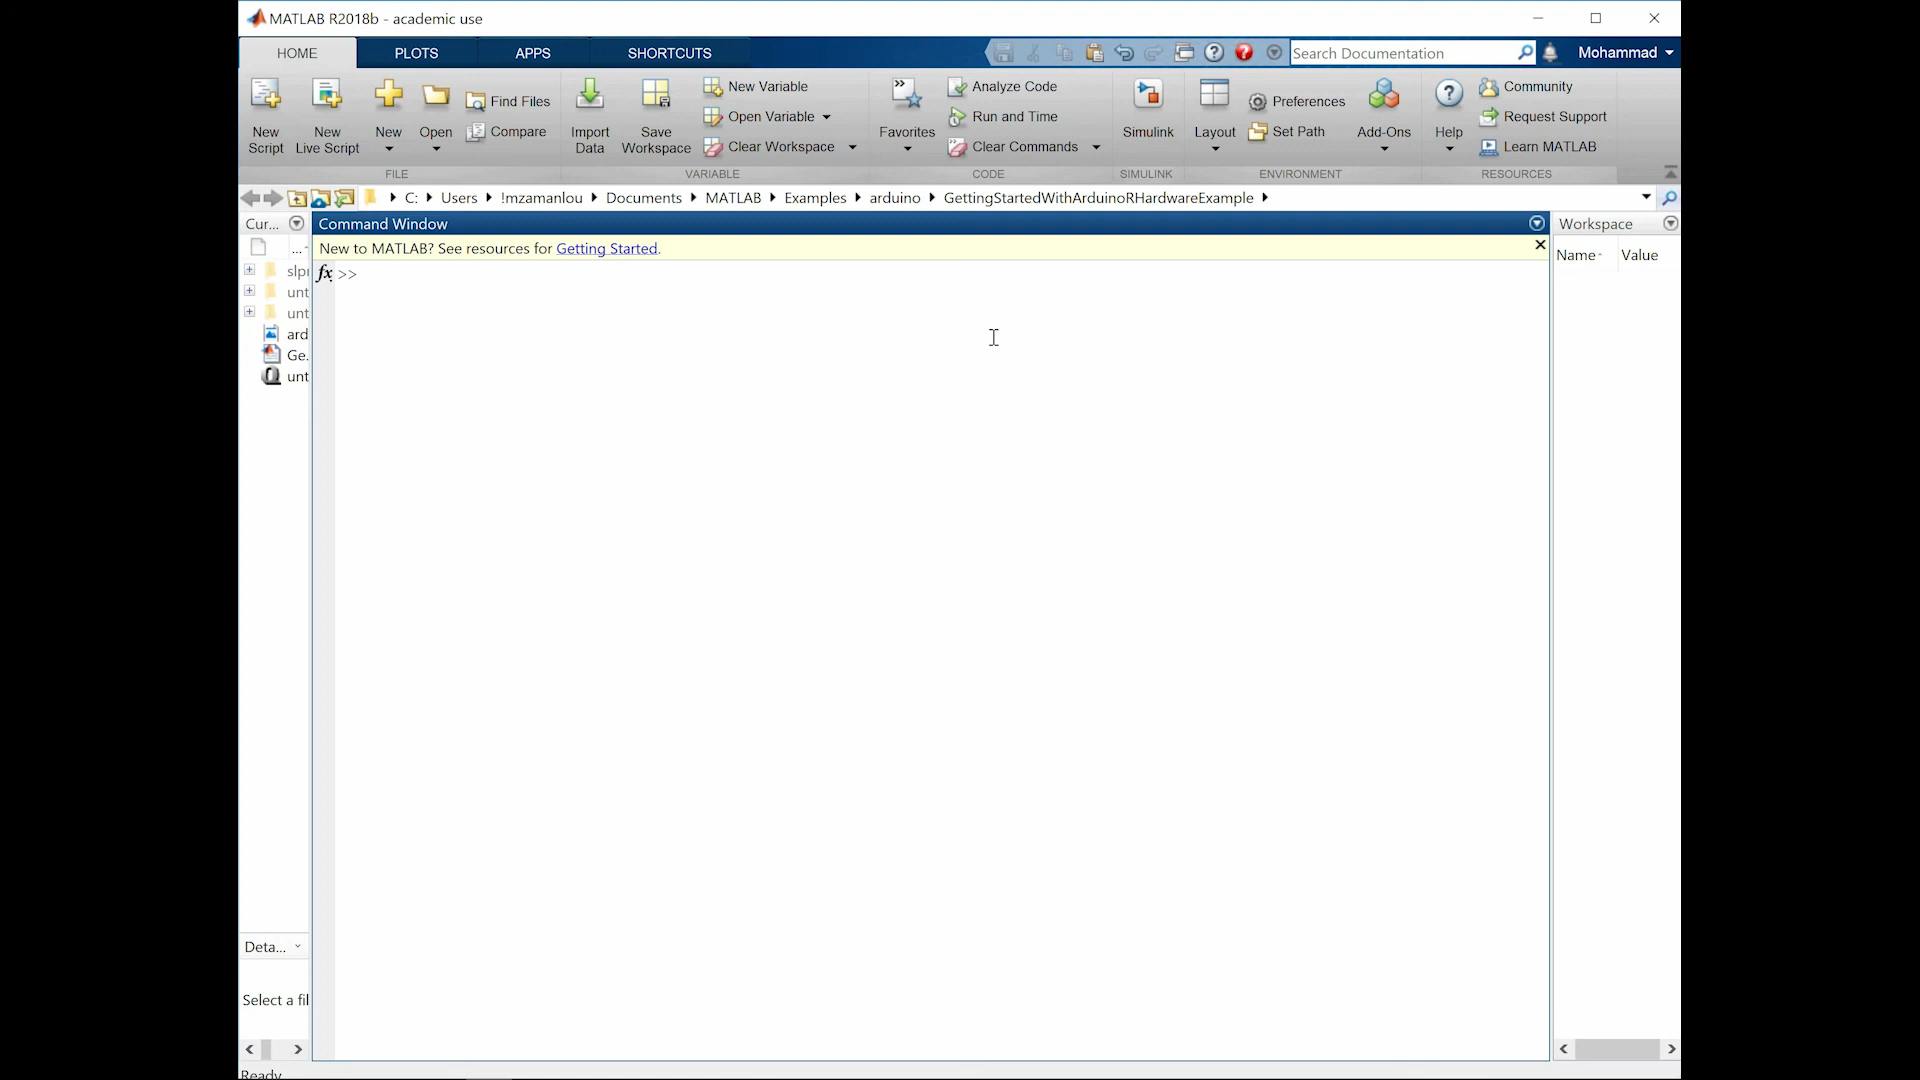 MATLAB R2018b - academic use
HOME PLOTS APPS SHORTCUTS Search Documentation Mohammad
New Script
New Live Script
New
Open
Find Files
Compare
Import Data
Save Workspace
New Variable
Open Variable
Clear Workspace
Favorites
Analyze Code
Run and Time
Clear Commands
Simulink
Layout
Preferences
Set Path
Add-Ons
Help
Community
Request Support
Learn MATLAB
FILE VARIABLE CODE SIMULINK ENVIRONMENT RESOURCES
C: Users !mzamanlou Documents MATLAB Examples arduino GettingStartedWithArduinoRHardwareExample
Cur... Command Window Workspace
New to MATLAB? See resources for Getting Started.
... Name Value
fx >>
slpr
unt
unt
ard
Ge.
unt
Deta...
Select a fil
Ready